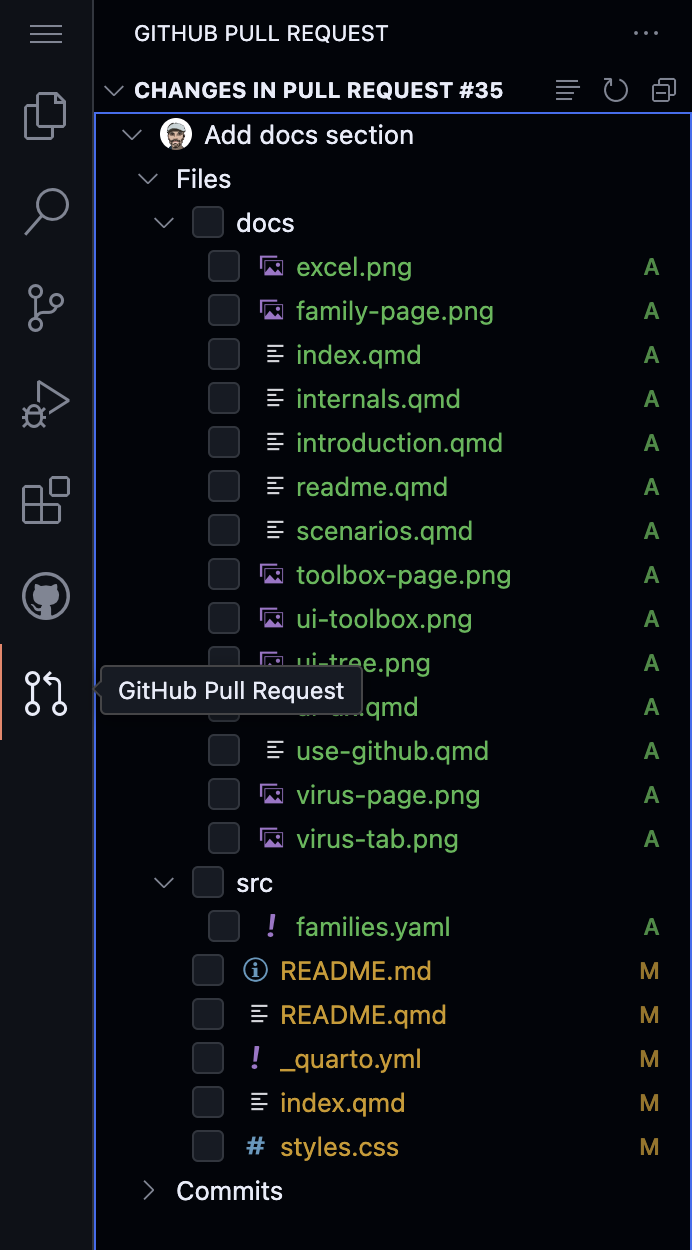 GITHUB PULL REQUEST
CHANGES IN PULL REQUEST #35
Add docs section
Files
docs
excel.png A
family-page.png A
index.qmd A
internals.qmd A
introduction.qmd A
readme.qmd A
scenarios.qmd A
toolbox-page.png A
ui-toolbox.png A
ui-tree.png A
GitHub Pull Request
.qmd A
use-github.qmd A
virus-page.png A
virus-tab.png A
src
! families.yaml A
README.md M
README.qmd M
! _quarto.yml M
index.qmd M
# styles.css M
Commits